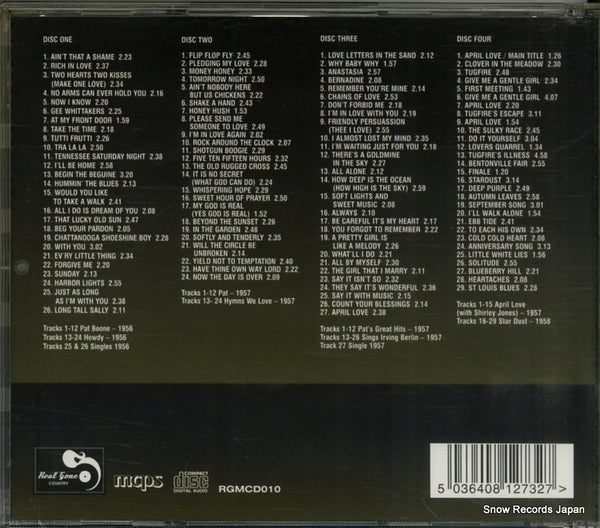 DISC ONE
1. AIN'T THAT A SHAME 2.23
2. RICH IN LOVE 2.37
3. TWO HEARTS TWO KISSES
(MAKE ONE LOVE) 2.34
4. NO ARMS CAN EVER HOLD YOU 2.16
5. NOW I KNOW 2.20
6. GEE WHITTAKERS 2.25
7. AT MY FRONT DOOR 1.59
8. TAKE THE TIME 2.18
9. TUTTI FRUTTI 2.26
10. TRA LA LA 2.50
11. TENNESSEE SATURDAY NIGHT 2.38
12. I'LL BE HOME 2.58
13. BEGIN THE BEGUINE 3.20
14. HUMMIN' THE BLUES 2.13
15. WOULD YOU LIKE
TO TAKE A WALK 2.41
16. ALL I DO IS DREAM OF YOU 2.08
17. THAT LUCKY OLD SUN 2.42
18. BEG YOUR PARDON 2.05
19. CHATTANOOGA SHOESHINE BOY 2.28
20. WITH YOU 3.02
21. EV'RY LITTLE THING 2.34
22. FORGIVE ME 2.20
23. SUNDAY 2.13
24. HARBOR LIGHTS 2.55
25. JUST AS LONG
AS I'M WITH YOU 2.38
26. LONG TALL SALLY 2.11
Tracks 1-12 Pat Boone – 1956
Tracks 13-24 Howdy – 1956
Tracks 25 & 26 Singles 1956
DISC TWO
1. FLIP FLOP FLY 2.45
2. PLEDGING MY LOVE 2.28
3. MONEY HONEY 2.33
4. TOMORROW NIGHT 2.50
5. AIN'T NOBODY HERE
BUT US CHICKENS 2.22
6. SHAKE A HAND 2.43
7. HONEY HUSH 1.53
8. PLEASE SEND ME
SOMEONE TO LOVE 2.49
9. I'M IN LOVE AGAIN 2.02
10. ROCK AROUND THE CLOCK 2.07
11. SHOTGUN BOOGIE 2.29
12. FIVE TEN FIFTEEN HOURS 2.32
13. THE OLD RUGGED CROSS 2.45
14. IT IS NO SECRET
(WHAT GOD CAN DO) 2.24
15. WHISPERING HOPE 2.29
16. SWEET HOUR OF PRAYER 2.50
17. MY GOD IS REAL
(YES GOD IS REAL) 1.52
18. BEYOND THE SUNSET 2.26
19. IN THE GARDEN 2.48
20. SOFTLY AND TENDERLY 2.35
21. WILL THE CIRCLE BE
UNBROKEN 2.14
22. YIELD NOT TO TEMPTATION 2.40
23. HAVE THINE OWN WAY LORD 2.22
24. NOW THE DAY IS OVER 2.09
Tracks 1-12 Pat – 1957
Tracks 13- 24 Hymns We Love – 1957
DISC THREE
1. LOVE LETTERS IN THE SAND 2.12
2. WHY BABY WHY 1.57
3. ANASTASIA 2.57
4. BERNADINE 2.08
5. REMEMBER YOU'RE MINE 2.14
6. CHAINS OF LOVE 2.53
7. DON'T FORBID ME 2.18
8. I'M IN LOVE WITH YOU 2.19
9. FRIENDLY PERSUASION
(THEE I LOVE) 2.55
10. I ALMOST LOST MY MIND 2.35
11. I'M WAITING JUST FOR YOU 2.18
12. THERE'S A GOLDMINE
IN THE SKY 2.27
13. ALL ALONE 2.12
14. HOW DEEP IS THE OCEAN
(HOW HIGH IS THE SKY) 2.59
15. SOFT LIGHTS AND
SWEET MUSIC 2.08
16. ALWAYS 2.10
17. BE CAREFUL IT'S MY HEART 2.17
18. YOU FORGOT TO REMEMBER 2.22
19. A PRETTY GIRL IS
LIKE A MELODY 2.26
20. WHAT'LL I DO 2.21
21. ALL BY MYSELF 2.30
22. THE GIRL THAT I MARRY 2.11
23. SAY IT ISN'T SO 2.32
24. THEY SAY IT'S WONDERFUL 2.36
25. SAY IT WITH MUSIC 2.15
26. COUNT YOUR BLESSINGS 2.14
27. APRIL LOVE 2.38
Tracks 1-12 Pat's Great Hits – 1957
Tracks 13-26 Sings Irving Berlin – 1957
Track 27 Single 1957
DISC FOUR
1. APRIL LOVE / MAIN TITLE 1.26
2. CLOVER IN THE MEADOW 2.30
3. TUGFIRE 2.48
4. GIVE ME A GENTLE GIRL 2.34
5. FIRST MEETING 1.43
6. GIVE ME A GENTLE GIRL 4.07
7. APRIL LOVE 2.20
8. TUGFIRE'S ESCAPE 3.11
9. APRIL LOVE 1.54
10. THE SULKY RACE 2.45
11. DO IT YOURSELF 3.04
12. LOVERS QUARREL 1.34
13. TUGFIRE'S ILLNESS 4.58
14. BENTONVILLE FAIR 2.55
15. FINALE 1.20
16. STARDUST 3.14
17. DEEP PURPLE 2.49
18. AUTUMN LEAVES 2.58
19. SEPTEMBER SONG 3.01
20. I'LL WALK ALONE 1.54
21. EBB TIDE 2.41
22. TO EACH HIS OWN 2.34
23. COLD COLD HEART 2.08
24. ANNIVERSARY SONG 3.13
25. LITTLE WHITE LIES 1.56
26. SOLITUDE 2.55
27. BLUEBERRY HILL 2.21
28. HEARTACHES 2.08
29. ST LOUIS BLUES 2.28
Tracks 1-15 April Love
(with Shirley Jones) – 1957
Tracks 16-29 Star Dust – 1958
Real Gone
COUNTRY
mcps
COMPACT
disc
DIGITAL AUDIO
RGMCD010
5 036408 127327 >
Snow Records Japan